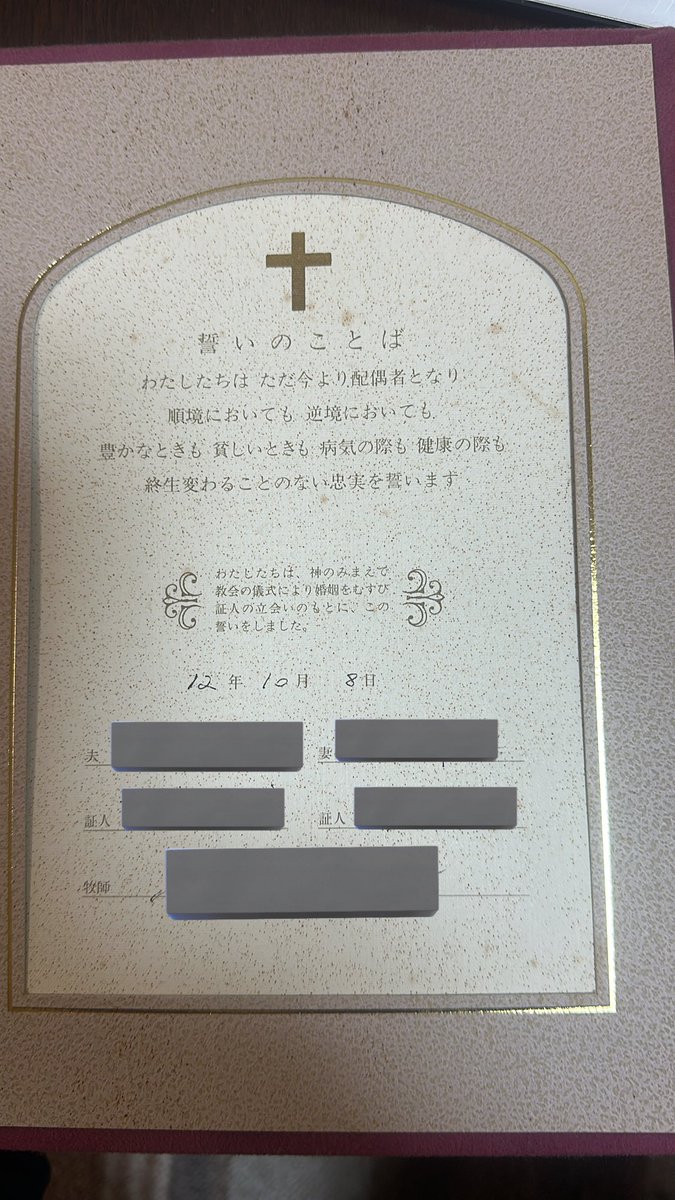 誓いのことば
わたしたちは ただ今より配偶者となり
順境においても 逆境においても
豊かなときも 貧しいときも 病気の際も 健康の際も
終生変わることのない忠実を誓います
わたしたちは、神のみまえで
教会の儀式により婚姻をむすび
証人の立会いのもとに、この
誓いをしました。
12年 10月 8日
夫 妻
証人 証人
牧師